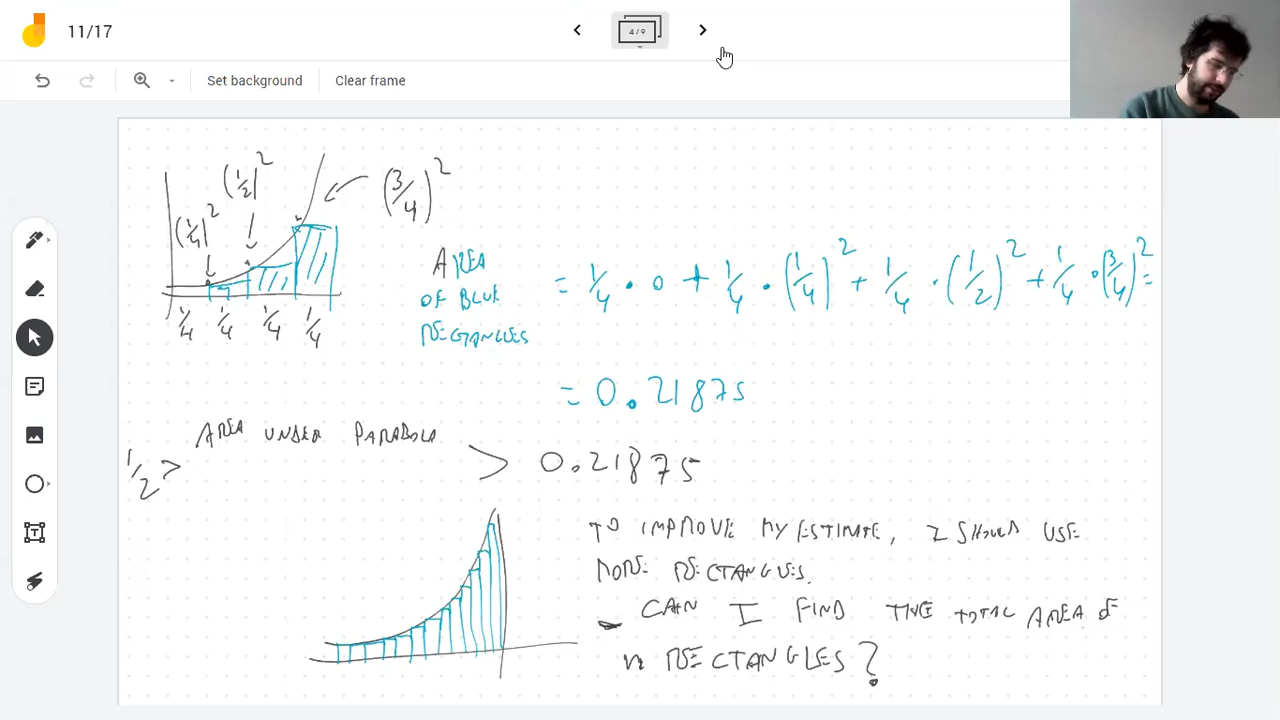 11/17
4 / 9
Set background
Clear frame
(1/4)²
(1/2)²
(3/4)²
1/4 1/4 1/4 1/4
AREA
OF BLUE
RECTANGLES
= 1/4 · 0 + 1/4 · (1/4)² + 1/4 · (1/2)² + 1/4 · (3/4)² =
= 0.21875
AREA UNDER PARABOLA
1/2 >
> 0.21875
TO IMPROVE MY ESTIMATE, I SHOULD USE
MORE RECTANGLES.
- CAN I FIND THE TOTAL AREA OF
n RECTANGLES?